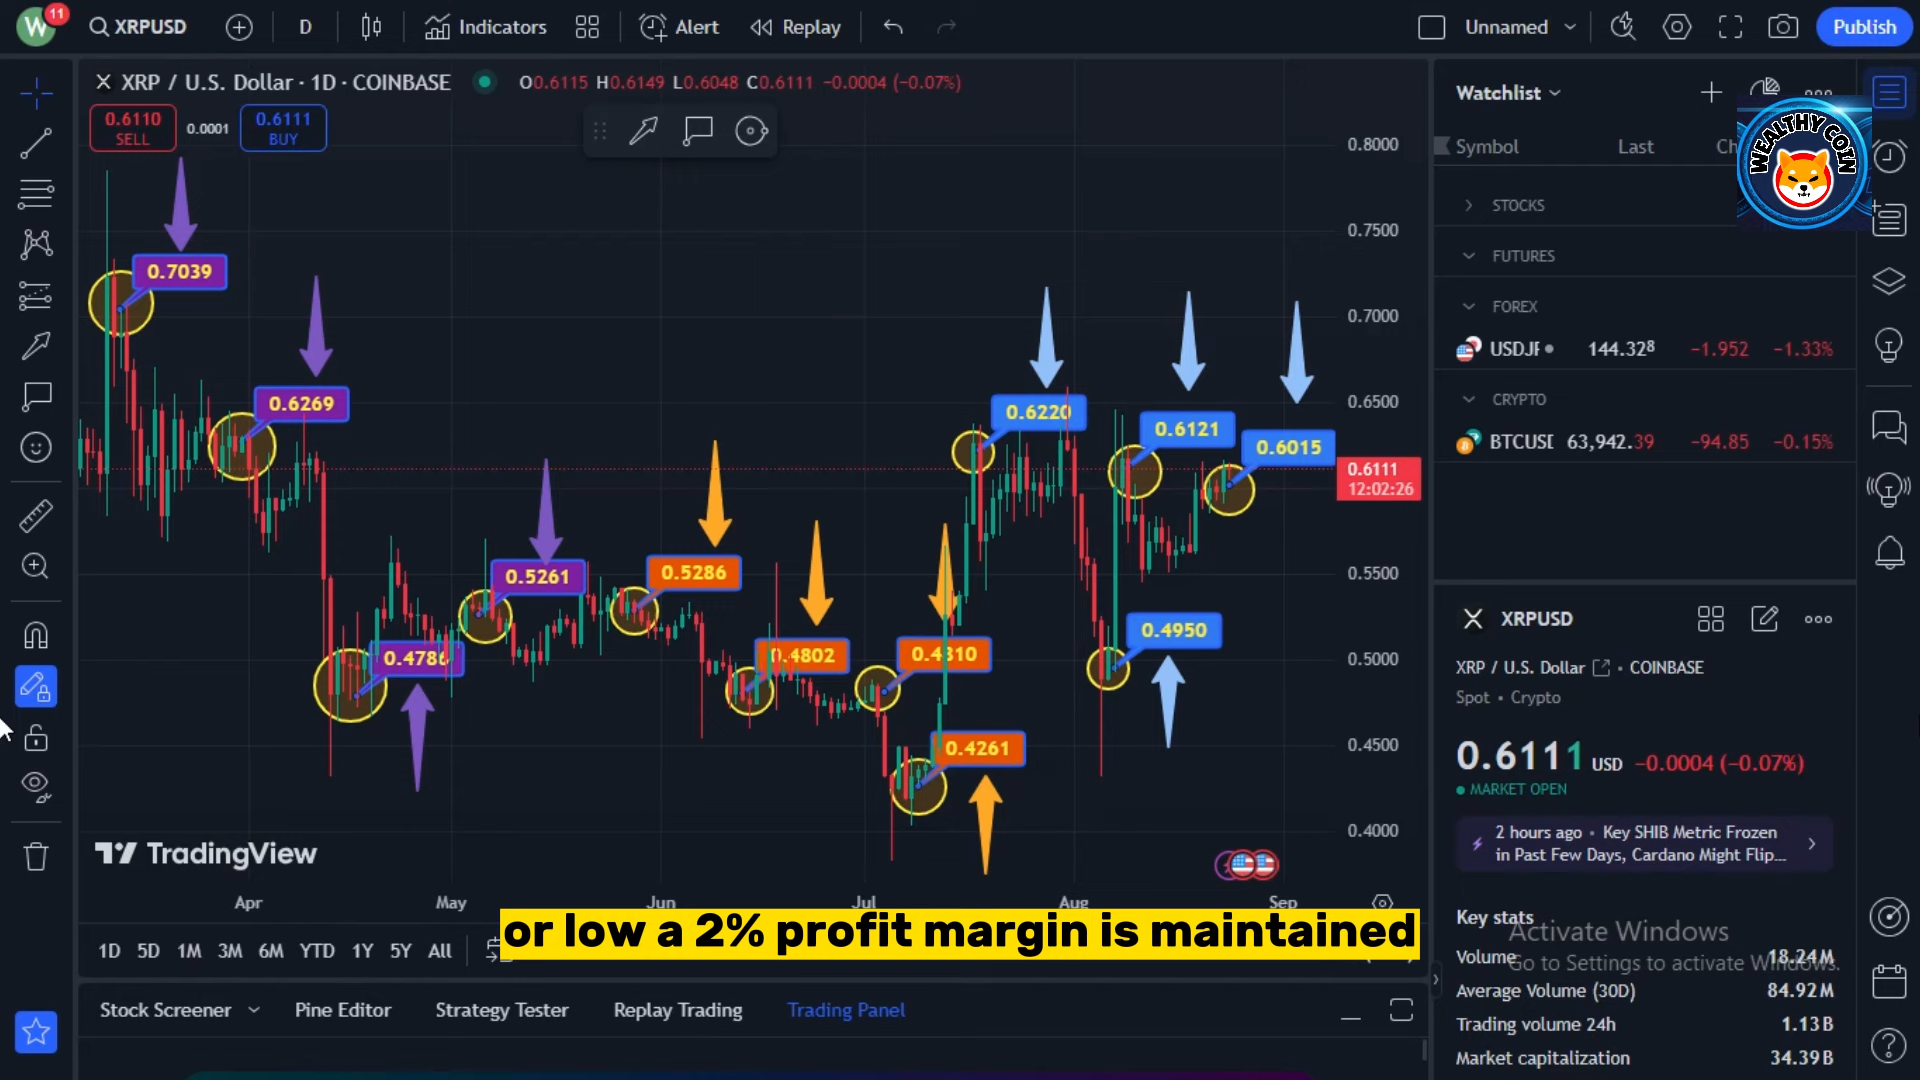 W
11
XRPUSD
D
Indicators
Alert
Replay
Unnamed
Publish
XRP / U.S. Dollar · 1D · COINBASE
O0.6115 H0.6149 L0.6048 C0.6111 −0.0004 (−0.07%)
0.6110
SELL
0.0001
0.6111
BUY
0.7039
0.6269
0.4786
0.5261
0.5286
0.4802
0.4310
0.4261
0.6220
0.6121
0.6015
0.4950
0.8000
0.7500
0.7000
0.6500
0.6111
12:02:26
0.5500
0.5000
0.4500
0.4000
TradingView
Apr
May
Jun
Jul
Aug
Sep
or low a 2% profit margin is maintained
1D 5D 1M 3M 6M YTD 1Y 5Y All
Stock Screener
Pine Editor
Strategy Tester
Replay Trading
Trading Panel
Watchlist
WEALTHY COIN
Symbol
Last
Ch
STOCKS
FUTURES
FOREX
USDJ 144.328 −1.952 −1.33%
CRYPTO
BTCUSD 63,942.39 −94.85 −0.15%
XRPUSD
XRP / U.S. Dollar • COINBASE
Spot • Crypto
0.6111 USD −0.0004 (−0.07%)
MARKET OPEN
2 hours ago • Key SHIB Metric Frozen
in Past Few Days, Cardano Might Flip...
Key stats
Activate Windows
Go to Settings to activate Windows.
Volume 18.24M
Average Volume (30D) 84.92M
Trading volume 24h 1.13B
Market capitalization 34.39B